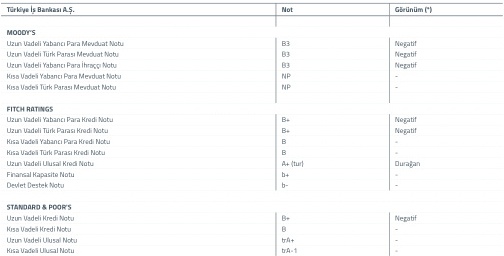 Türkiye İş Bankası A.Ş. Not Görünüm (*)
MOODY'S
Uzun Vadeli Yabancı Para Mevduat Notu B3 Negatif
Uzun Vadeli Türk Parası Mevduat Notu B3 Negatif
Uzun Vadeli Yabancı Para İhraççı Notu B3 Negatif
Kısa Vadeli Yabancı Para Mevduat Notu NP -
Kısa Vadeli Türk Parası Mevduat Notu NP -
FITCH RATINGS
Uzun Vadeli Yabancı Para Kredi Notu B+ Negatif
Uzun Vadeli Türk Parası Kredi Notu B+ Negatif
Kısa Vadeli Yabancı Para Kredi Notu B -
Kısa Vadeli Türk Parası Kredi Notu B -
Uzun Vadeli Ulusal Kredi Notu A+ (tur) Durağan
Finansal Kapasite Notu b+ -
Devlet Destek Notu b- -
STANDARD & POOR'S
Uzun Vadeli Kredi Notu B+ Negatif
Kısa Vadeli Kredi Notu B -
Uzun Vadeli Ulusal Notu trA+ -
Kısa Vadeli Ulusal Notu trA-1 -